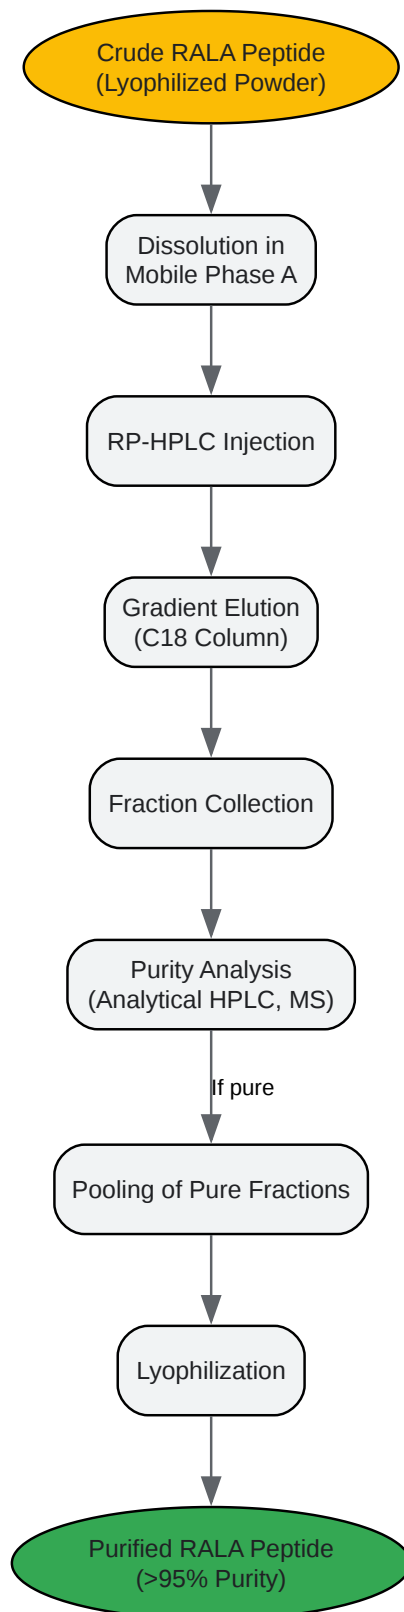 Crude RALA Peptide
(Lyophilized Powder)
Dissolution in
Mobile Phase A
RP-HPLC Injection
Gradient Elution
(C18 Column)
Fraction Collection
Purity Analysis
(Analytical HPLC, MS)
If pure
Pooling of Pure Fractions
Lyophilization
Purified RALA Peptide
(>95% Purity)